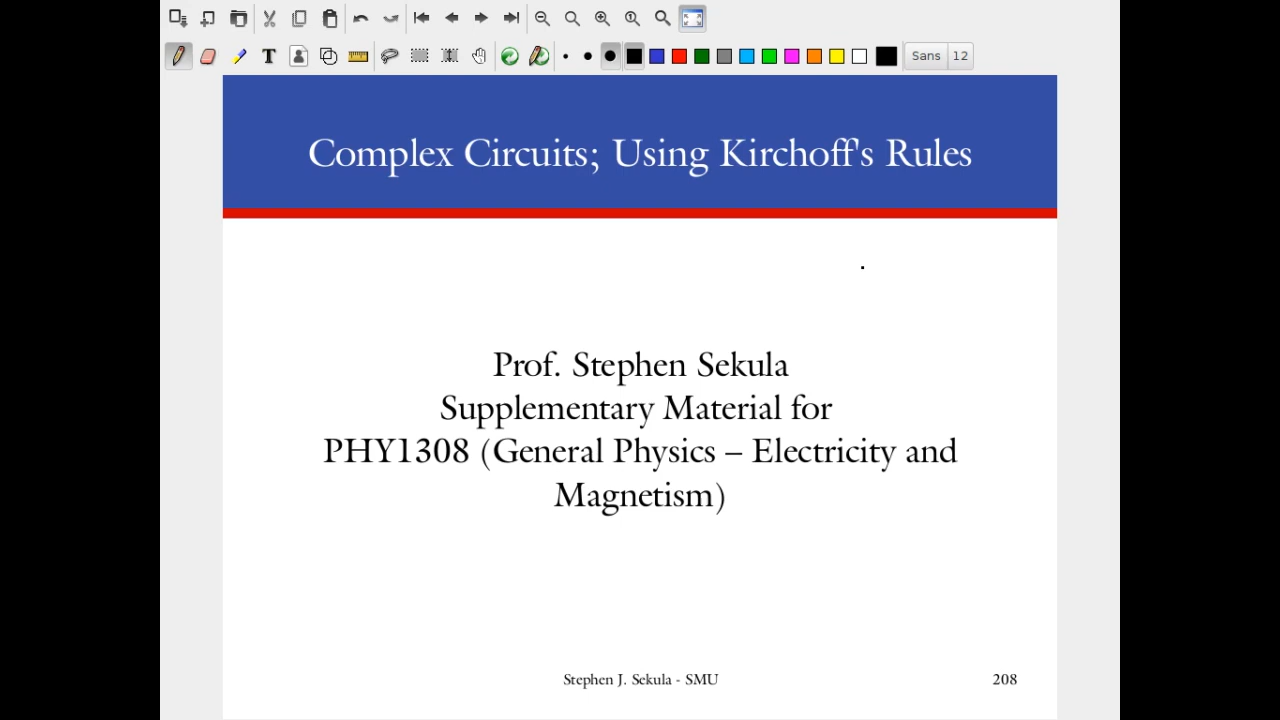 T
Sans 12
Complex Circuits; Using Kirchoff's Rules
Prof. Stephen Sekula
Supplementary Material for
PHY1308 (General Physics – Electricity and
Magnetism)
Stephen J. Sekula - SMU
208